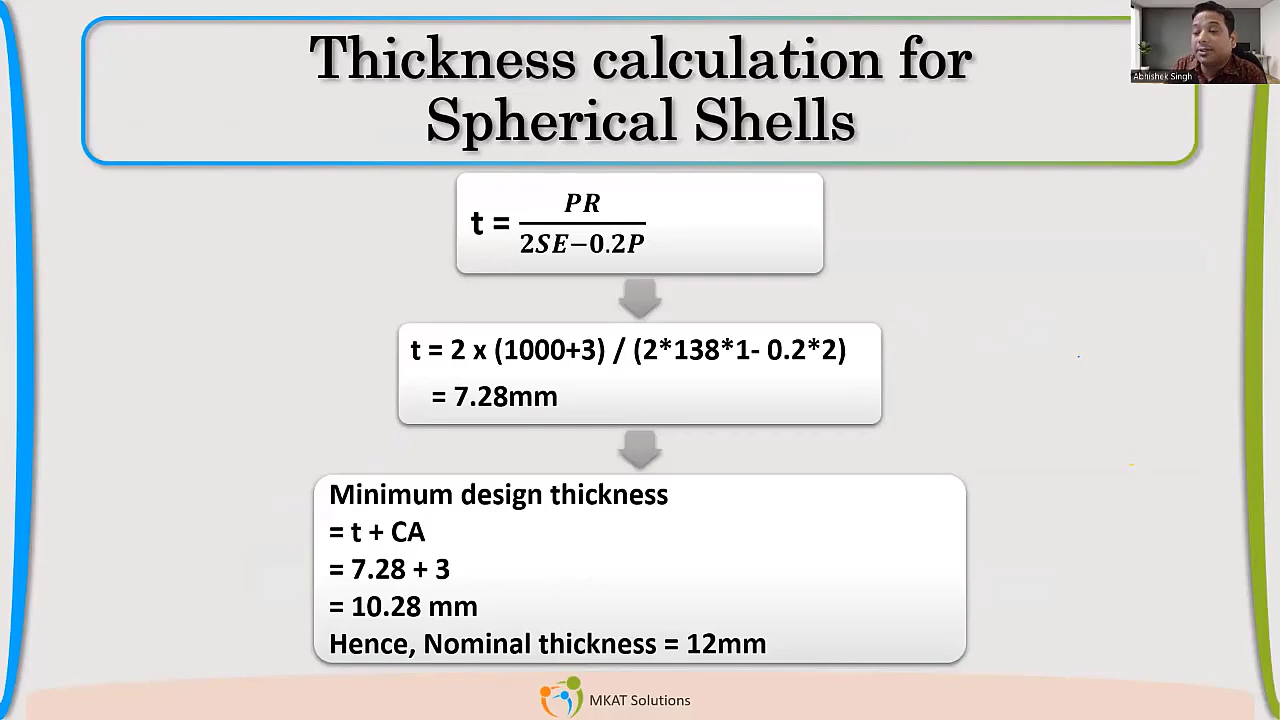 Thickness calculation for
Spherical Shells
Abhishek Singh
t = PR / 2SE−0.2P
t = 2 x (1000+3) / (2*138*1- 0.2*2)
= 7.28mm
Minimum design thickness
= t + CA
= 7.28 + 3
= 10.28 mm
Hence, Nominal thickness = 12mm
MKAT Solutions